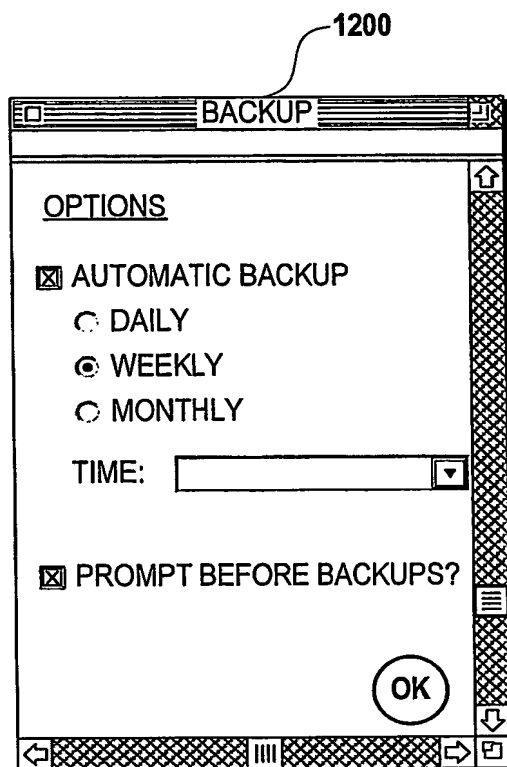 1200
BACKUP
OPTIONS
AUTOMATIC BACKUP
DAILY
WEEKLY
MONTHLY
TIME:
PROMPT BEFORE BACKUPS?
OK